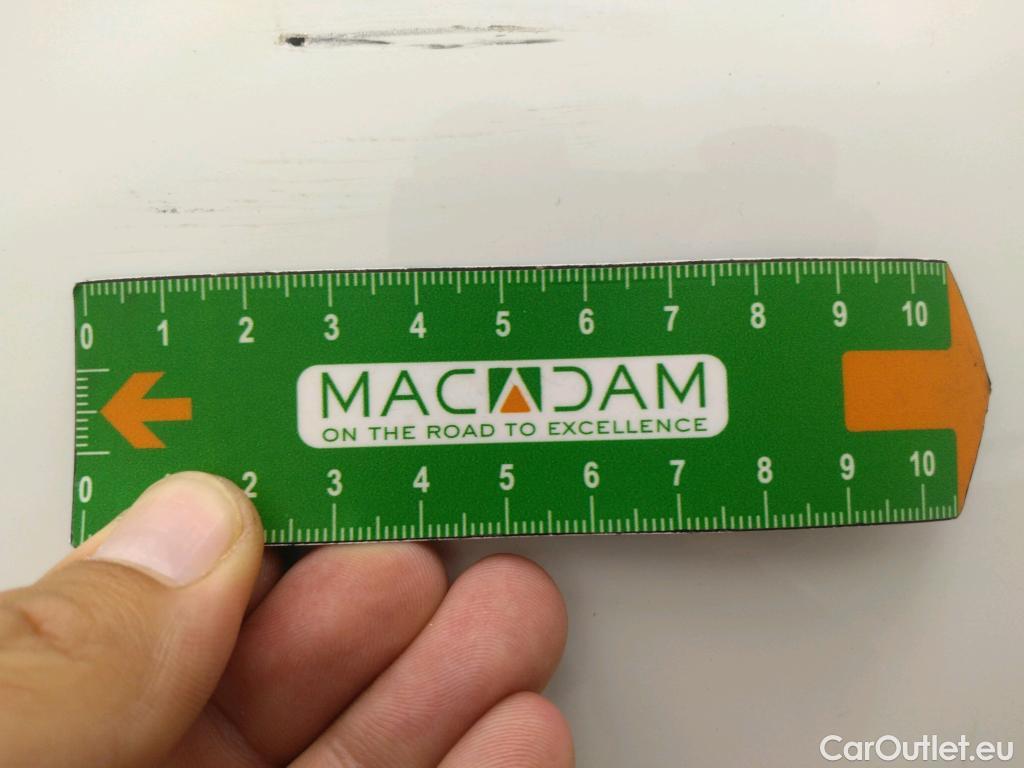 0 1 2 3 4 5 6 7 8 9 10
MACADAM
ON THE ROAD TO EXCELLENCE
0 2 3 4 5 6 7 8 9 10
CarOutlet.eu